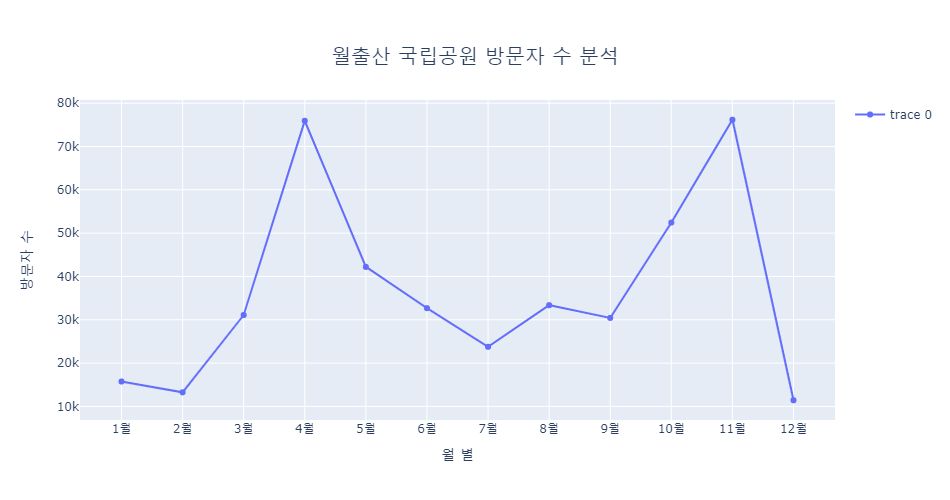 월출산 국립공원 방문자 수 분석
80k
70k
60k
50k
40k
30k
20k
10k
방문자 수
1월 2월 3월 4월 5월 6월 7월 8월 9월 10월 11월 12월
월 별
trace 0